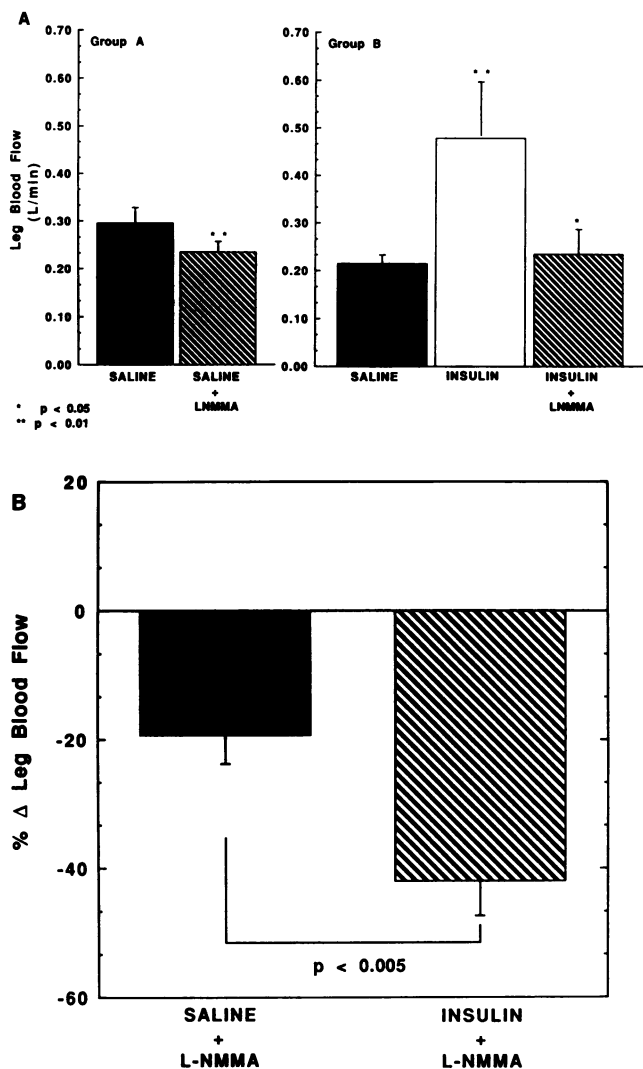 A
Group A
0.70
0.60
0.50
0.40
0.30
0.20
0.10
0.00
Leg Blood Flow
(L/min)
**
SALINE
SALINE
+
LNMMA
* p < 0.05
** p < 0.01
Group B
0.70
0.60
0.50
0.40
0.30
0.20
0.10
0.00
**
*
SALINE
INSULIN
INSULIN
+
LNMMA
B
20
0
-20
-40
-60
% Δ Leg Blood Flow
p < 0.005
SALINE
+
L-NMMA
INSULIN
+
L-NMMA